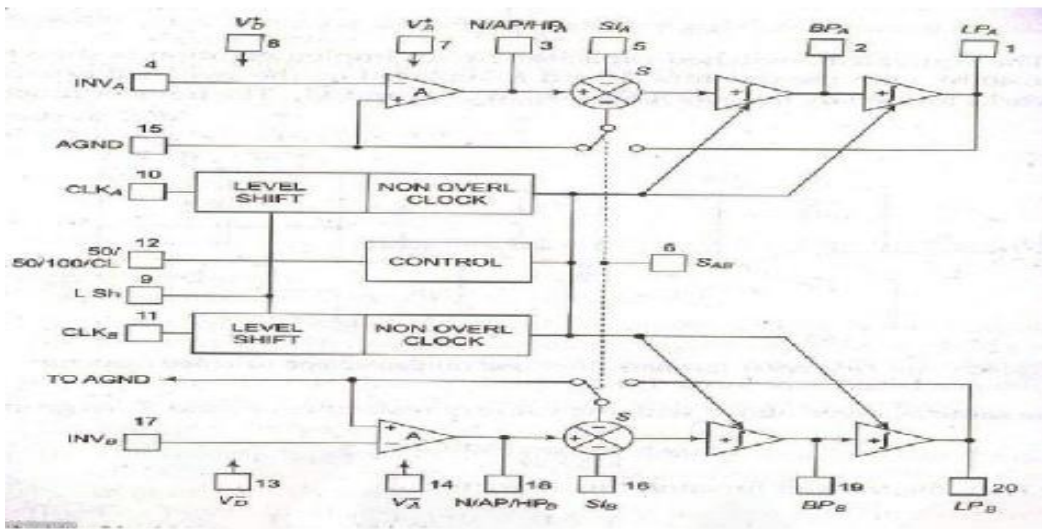 V_D^+ V_A^+ N/AP/HP_A SI_A BP_A LP_A
8 7 3 5 2 1
4
INV_A
A
+
S
+
-
-
+
+
15
AGND
10
CLK_A
LEVEL SHIFT
NON OVERL CLOCK
12
50/
50/100/CL
CONTROL
6
S_AB
9
LSh
11
CLK_B
LEVEL SHIFT
NON OVERL CLOCK
TO AGND
17
INV_B
+
-
A
S
+
-
-
+
+
13 14 18 16 19 20
V_D^- V_A^- N/AP/HP_B SI_B BP_B LP_B